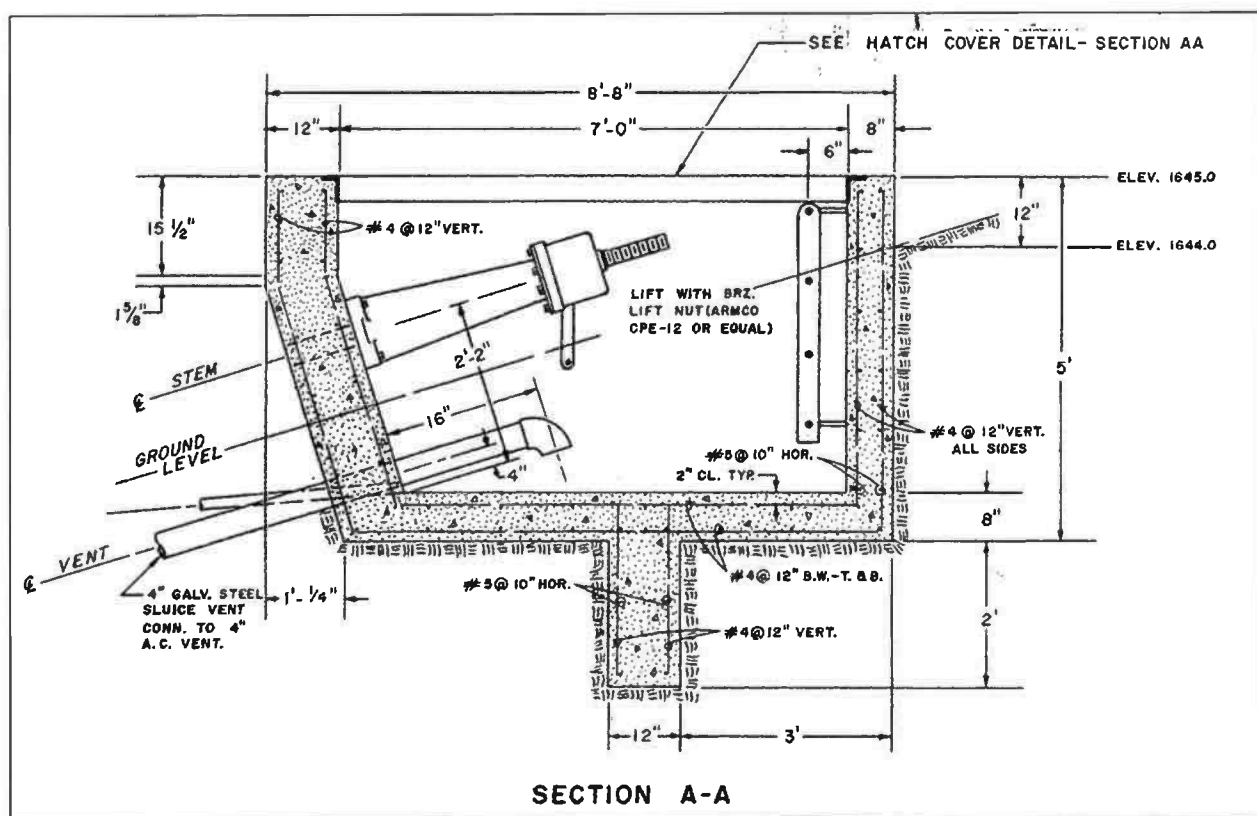 SEE HATCH COVER DETAIL- SECTION AA
8'-8"
12"
7'-0"
8"
6"
ELEV. 1645.0
15 1/2"
#4 @ 12" VERT.
12"
ELEV. 1644.0
1 5/8"
LIFT WITH BRZ.
LIFT NUT(ARMCO
CPE-12 OR EQUAL)
℄ STEM
2'-2"
5'
16"
GROUND
LEVEL
#4 @ 12" VERT.
ALL SIDES
#5@ 10" HOR.
2" CL. TYP.
4"
8"
℄ VENT
#4@ 12" B.W.-T. & B.
4" GALV. STEEL
SLUICE VENT
CONN. TO 4"
A.C. VENT.
1'-1/4"
#5@ 10" HOR.
2'
#4@12" VERT.
12"
3'
SECTION A-A